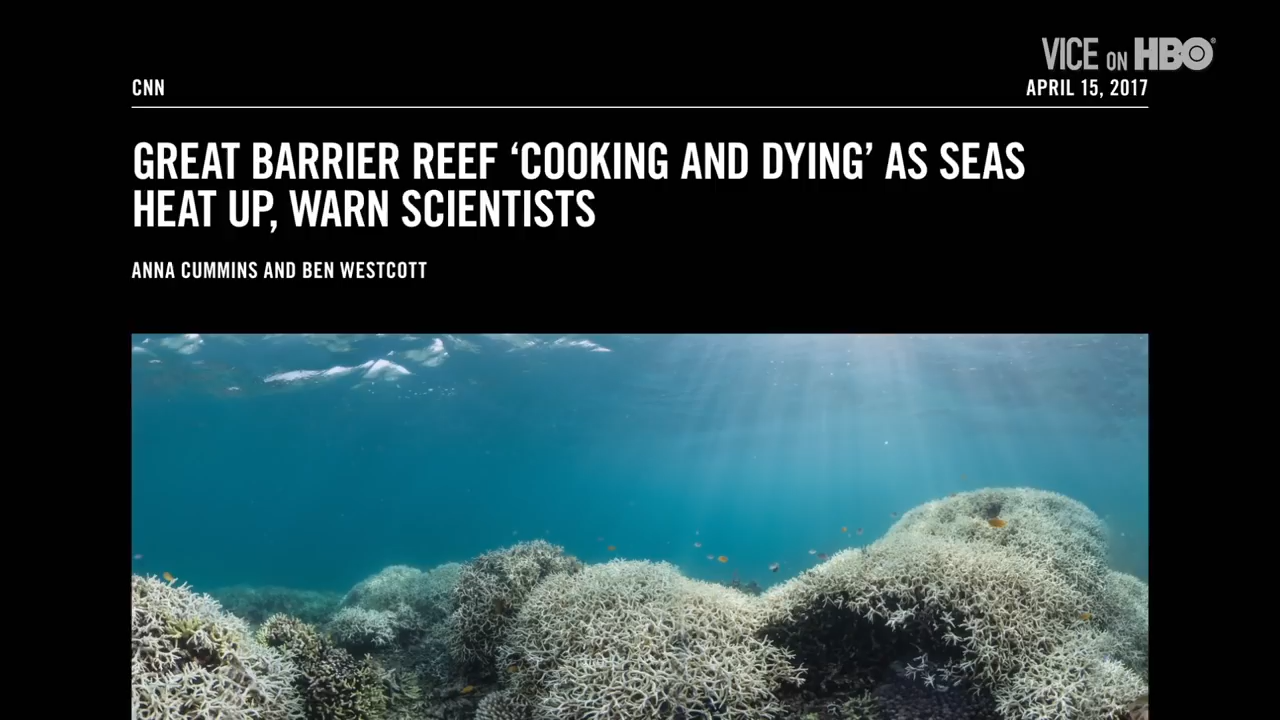 VICE ON HBO®
CNN
APRIL 15, 2017
GREAT BARRIER REEF ‘COOKING AND DYING’ AS SEAS
HEAT UP, WARN SCIENTISTS
ANNA CUMMINS AND BEN WESTCOTT